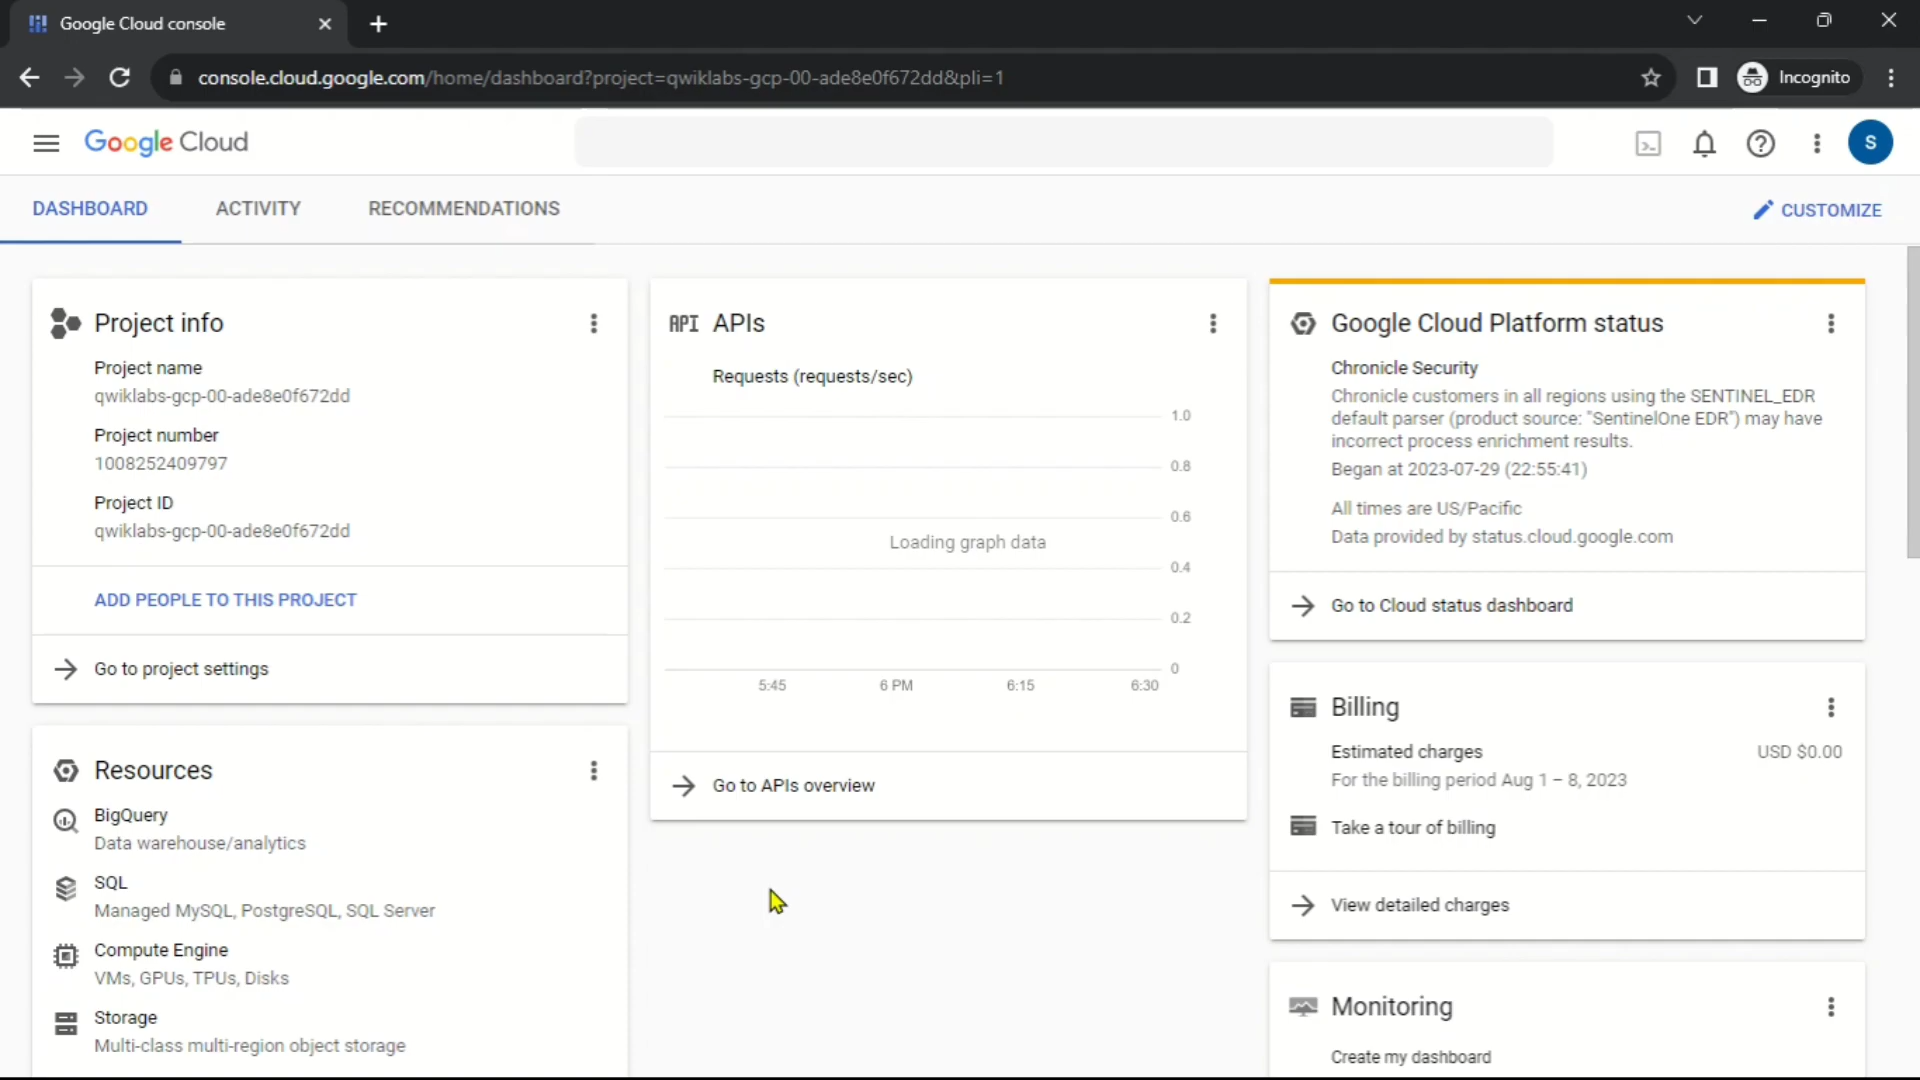 Google Cloud console
console.cloud.google.com/home/dashboard?project=qwiklabs-gcp-00-ade8e0f672dd&pli=1
Incognito
Google Cloud
S
DASHBOARD
ACTIVITY
RECOMMENDATIONS
CUSTOMIZE
Project info
Project name
qwiklabs-gcp-00-ade8e0f672dd
Project number
1008252409797
Project ID
qwiklabs-gcp-00-ade8e0f672dd
ADD PEOPLE TO THIS PROJECT
Go to project settings
Resources
BigQuery
Data warehouse/analytics
SQL
Managed MySQL, PostgreSQL, SQL Server
Compute Engine
VMs, GPUs, TPUs, Disks
Storage
Multi-class multi-region object storage
API APIs
Requests (requests/sec)
1.0
0.8
0.6
Loading graph data
0.4
0.2
0
5:45
6 PM
6:15
6:30
Go to APIs overview
Google Cloud Platform status
Chronicle Security
Chronicle customers in all regions using the SENTINEL_EDR
default parser (product source: "SentinelOne EDR") may have
incorrect process enrichment results.
Began at 2023-07-29 (22:55:41)
All times are US/Pacific
Data provided by status.cloud.google.com
Go to Cloud status dashboard
Billing
Estimated charges
USD $0.00
For the billing period Aug 1 – 8, 2023
Take a tour of billing
View detailed charges
Monitoring
Create my dashboard